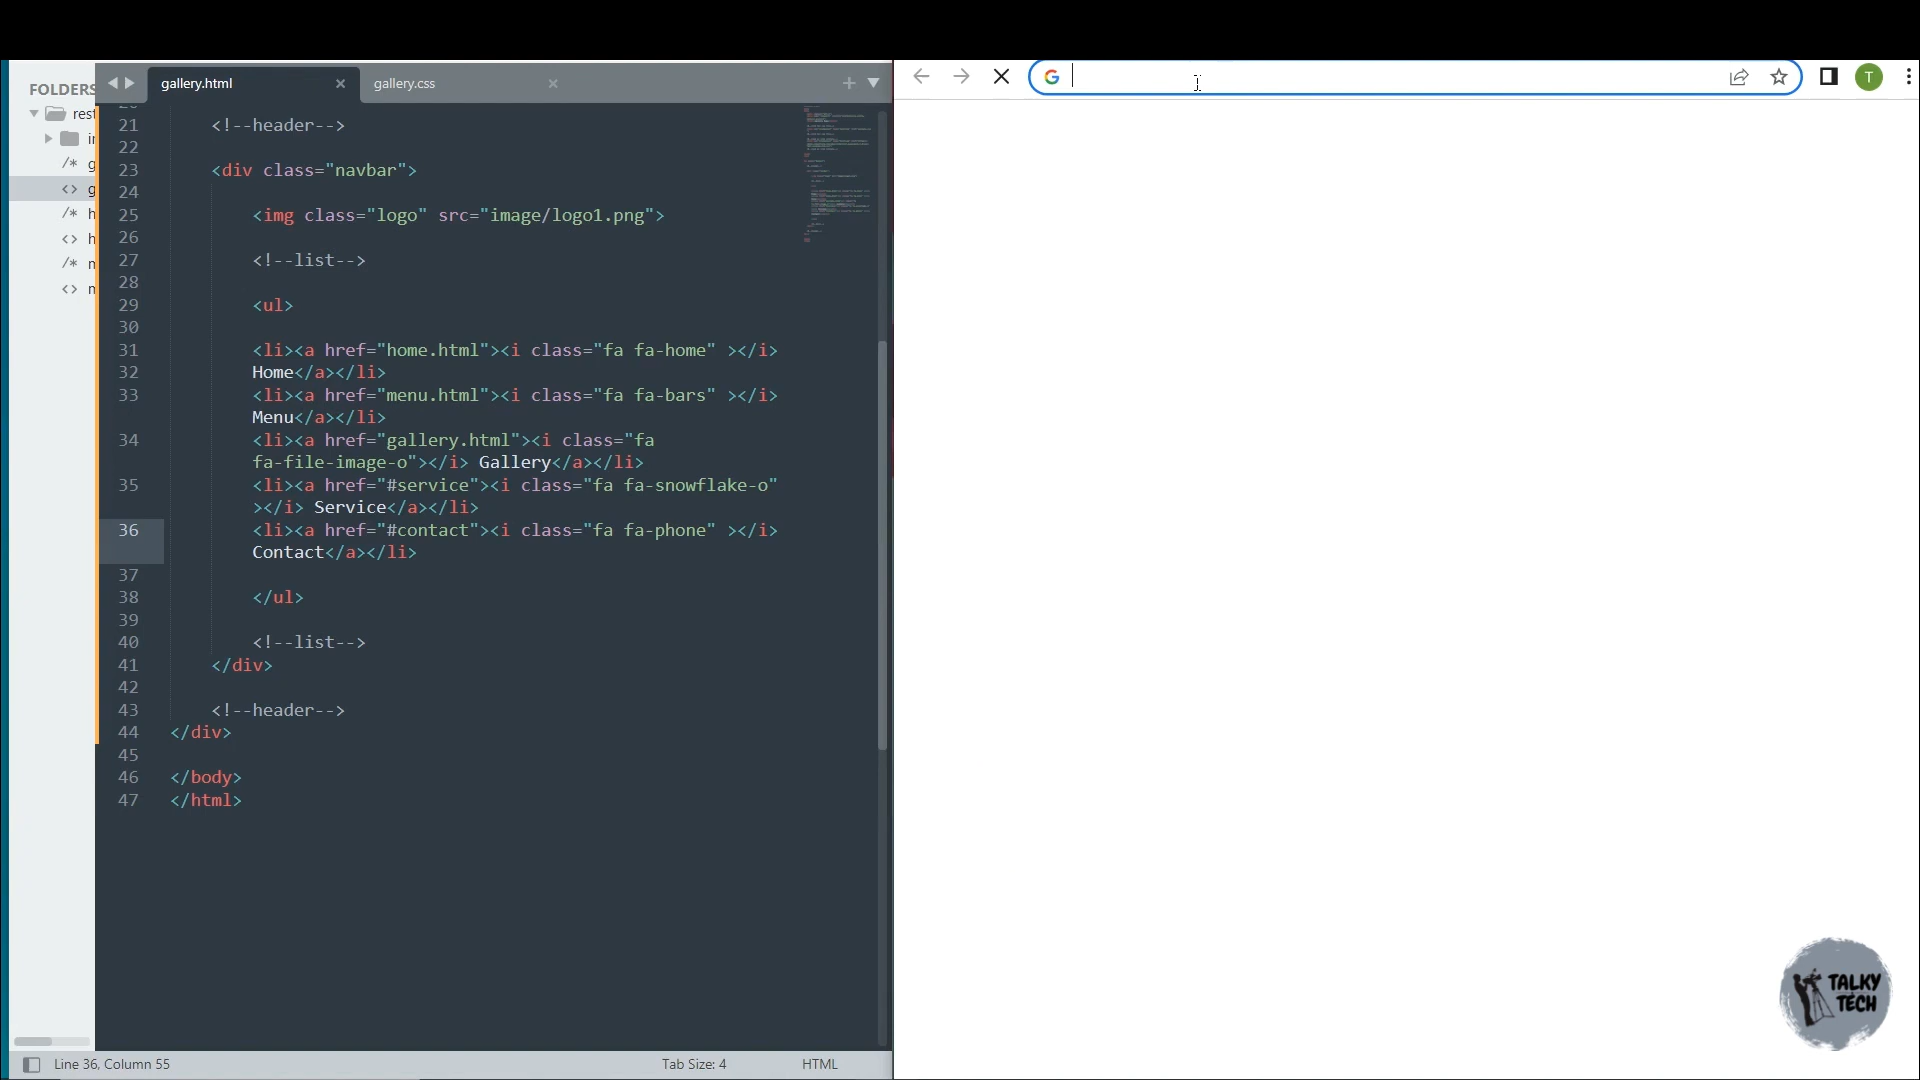 FOLDERS
rest
gallery.html
gallery.css
21 <!--header-->
22
23 <div class="navbar">
24
25 <img class="logo" src="image/logo1.png">
26
27 <!--list-->
28
29 <ul>
30
31 <li><a href="home.html"><i class="fa fa-home" ></i>
32 Home</a></li>
33 <li><a href="menu.html"><i class="fa fa-bars" ></i>
Menu</a></li>
34 <li><a href="gallery.html"><i class="fa
fa-file-image-o"></i> Gallery</a></li>
35 <li><a href="#service"><i class="fa fa-snowflake-o"
></i> Service</a></li>
36 <li><a href="#contact"><i class="fa fa-phone" ></i>
Contact</a></li>
37
38 </ul>
39
40 <!--list-->
41 </div>
42
43 <!--header-->
44 </div>
45
46 </body>
47 </html>
Line 36, Column 55
Tab Size: 4
HTML
T
TALKY
TECH